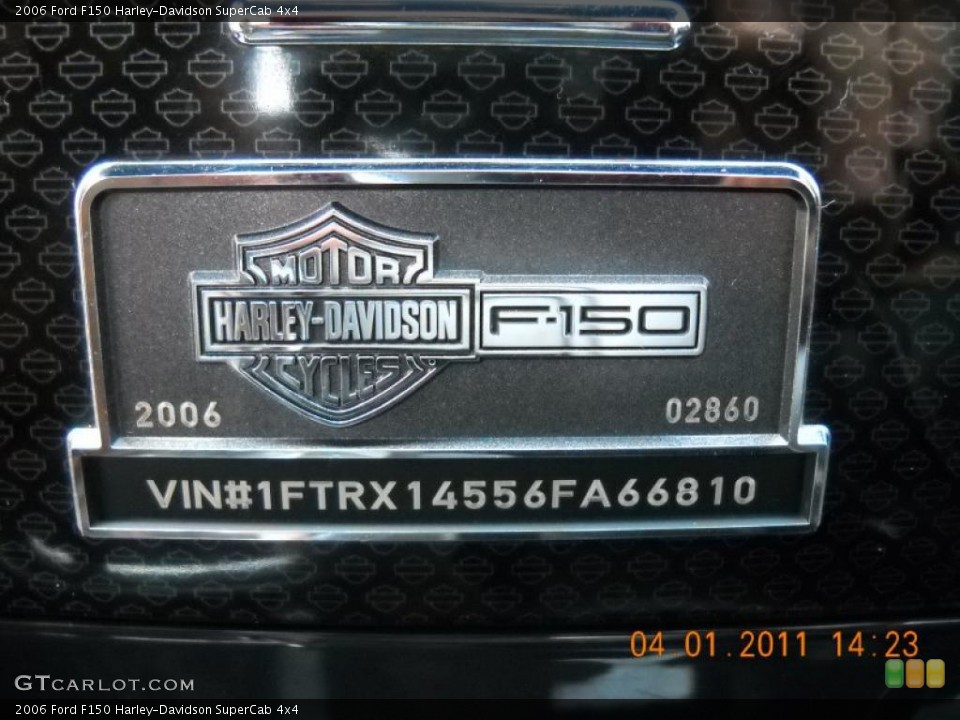 2006 Ford F150 Harley-Davidson SuperCab 4x4
MOTOR
HARLEY-DAVIDSON
F-150
CYCLES
2006
02860
VIN#1FTRX14556FA66810
04 01.2011 14:23
GTCARLOT.COM
2006 Ford F150 Harley-Davidson SuperCab 4x4